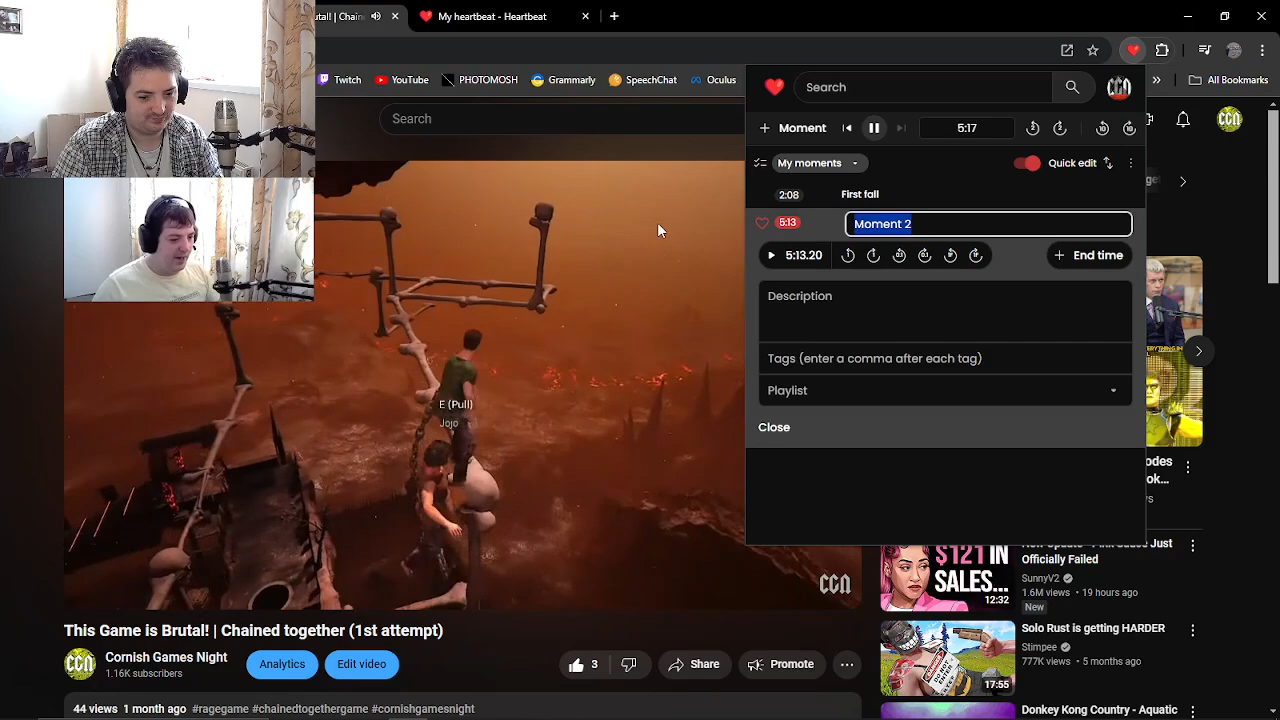 brutal! | Chain
My heartbeat - Heartbeat
Twitch
YouTube
PHOTOMOSH
Grammarly
SpeechChat
Oculus
All Bookmarks
Search
Search
CGN
Moment
5:17
My moments
Quick edit
2:08 First fall
5:13 Moment 2
5:13.20
End time
Description
Tags (enter a comma after each tag)
Playlist
Close
E (Pull)
Jojo
CGN
This Game is Brutal! | Chained together (1st attempt)
Cornish Games Night
1.16K subscribers
Analytics
Edit video
3
Share
Promote
44 views 1 month ago #ragegame #chainedtogethergame #cornishgamesnight
$121 IN
SALES...
12:32
Just
Officially Failed
SunnyV2
1.6M views • 19 hours ago
New
Solo Rust is getting HARDER
Stimpee
777K views • 5 months ago
17:55
Donkey Kong Country - Aquatic